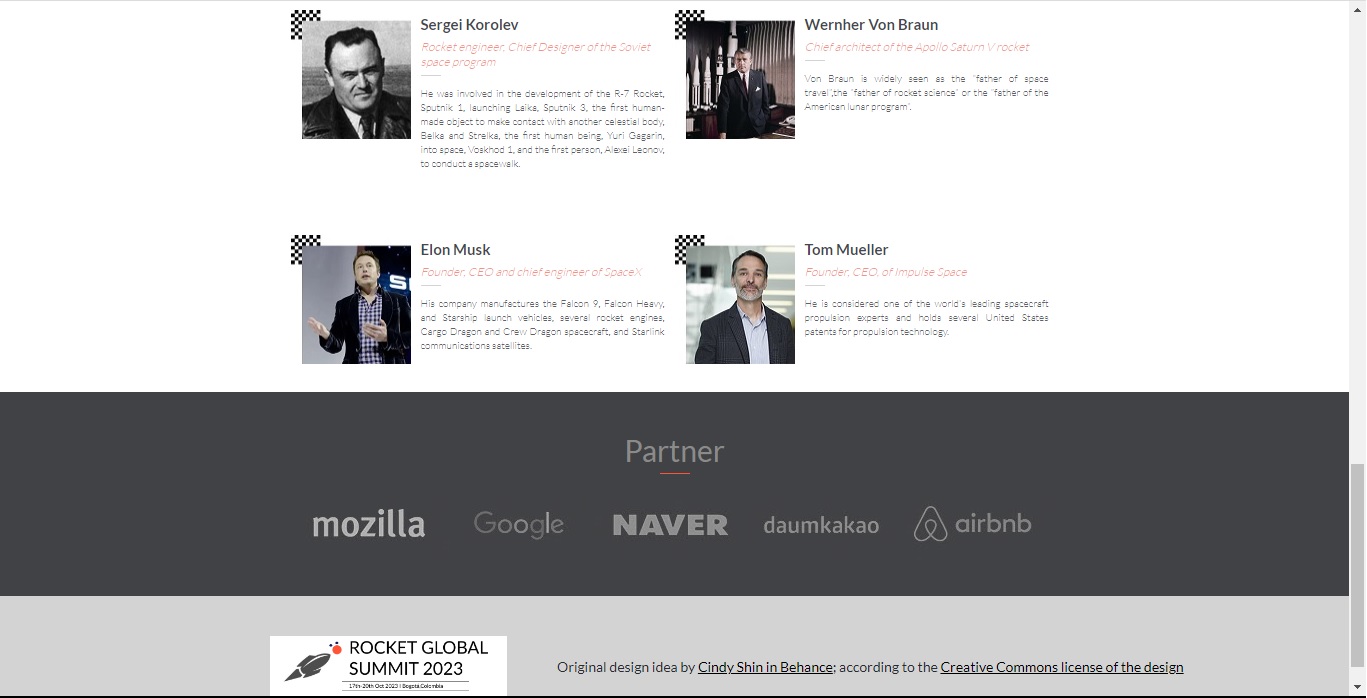 Sergei Korolev
Rocket engineer, Chief Designer of the Soviet
space program
He was involved in the development of the R-7 Rocket,
Sputnik 1, launching Laika, Sputnik 3, the first human-
made object to make contact with another celestial body,
Belka and Strelka, the first human being, Yuri Gagarin,
into space, Voskhod 1, and the first person, Alexei Leonov,
to conduct a spacewalk.
Wernher Von Braun
Chief architect of the Apollo Saturn V rocket
Von Braun is widely seen as the "father of space
travel",the "father of rocket science" or the "father of the
American lunar program".
Elon Musk
Founder, CEO and chief engineer of SpaceX
His company manufactures the Falcon 9, Falcon Heavy,
and Starship launch vehicles, several rocket engines,
Cargo Dragon and Crew Dragon spacecraft, and Starlink
communications satellites.
Tom Mueller
Founder, CEO, of Impulse Space
He is considered one of the world's leading spacecraft
propulsion experts and holds several United States
patents for propulsion technology.
Partner
mozilla Google NAVER daumkakao airbnb
ROCKET GLOBAL
SUMMIT 2023
17th-20th Oct 2023 | Bogotá,Colombia
Original design idea by Cindy Shin in Behance; according to the Creative Commons license of the design